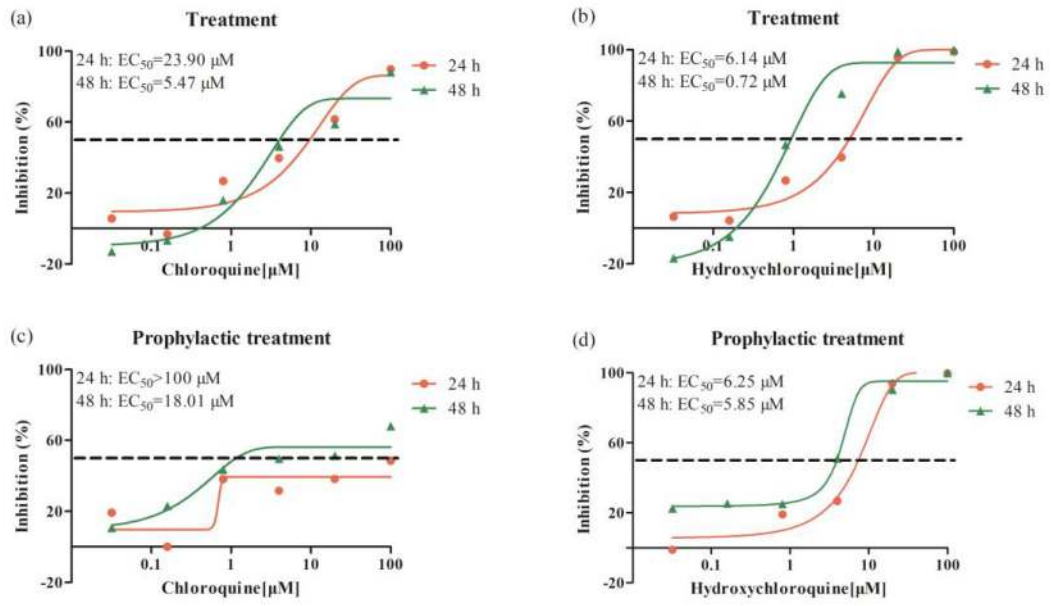 (a)
Treatment
24 h: EC50=23.90 μM
48 h: EC50=5.47 μM
24 h
48 h
Inhibition (%)
100
60
20
-20
0.1
1
10
100
Chloroquine[μM]
(b)
Treatment
24 h: EC50=6.14 μM
48 h: EC50=0.72 μM
24 h
48 h
Inhibition (%)
100
60
20
-20
0.1
1
10
100
Hydroxychloroquine[μM]
(c)
Prophylactic treatment
24 h: EC50>100 μM
48 h: EC50=18.01 μM
24 h
48 h
Inhibition (%)
100
60
20
-20
0.1
1
10
100
Chloroquine[μM]
(d)
Prophylactic treatment
24 h: EC50=6.25 μM
48 h: EC50=5.85 μM
24 h
48 h
Inhibition (%)
100
60
20
-20
0.1
1
10
100
Hydroxychloroquine[μM]